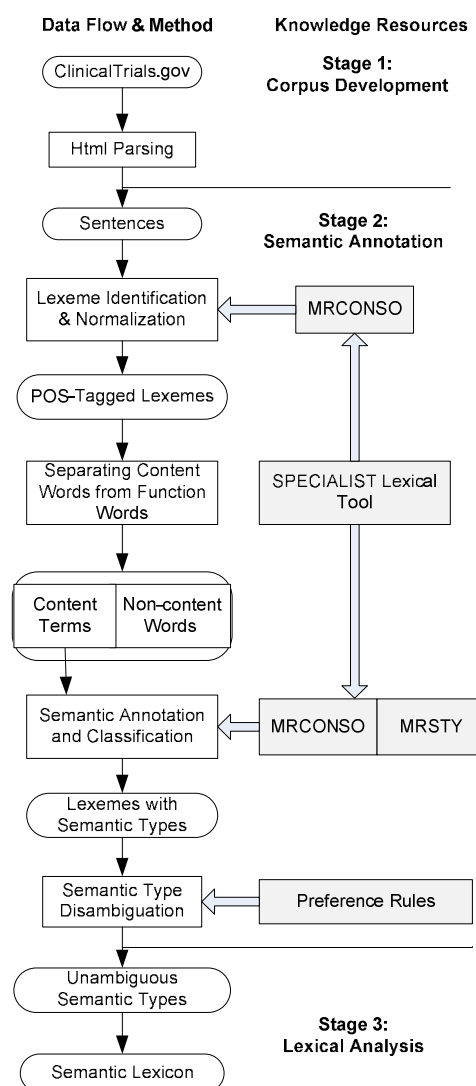 Data Flow & Method
Knowledge Resources
Stage 1:
Corpus Development
ClinicalTrials.gov
Html Parsing
Sentences
Stage 2:
Semantic Annotation
Lexeme Identification
& Normalization
MRCONSO
POS-Tagged Lexemes
Separating Content
Words from Function
Words
SPECIALIST Lexical
Tool
Content
Terms
Non-content
Words
Semantic Annotation
and Classification
MRCONSO
MRSTY
Lexemes with
Semantic Types
Semantic Type
Disambiguation
Preference Rules
Unambiguous
Semantic Types
Stage 3:
Lexical Analysis
Semantic Lexicon